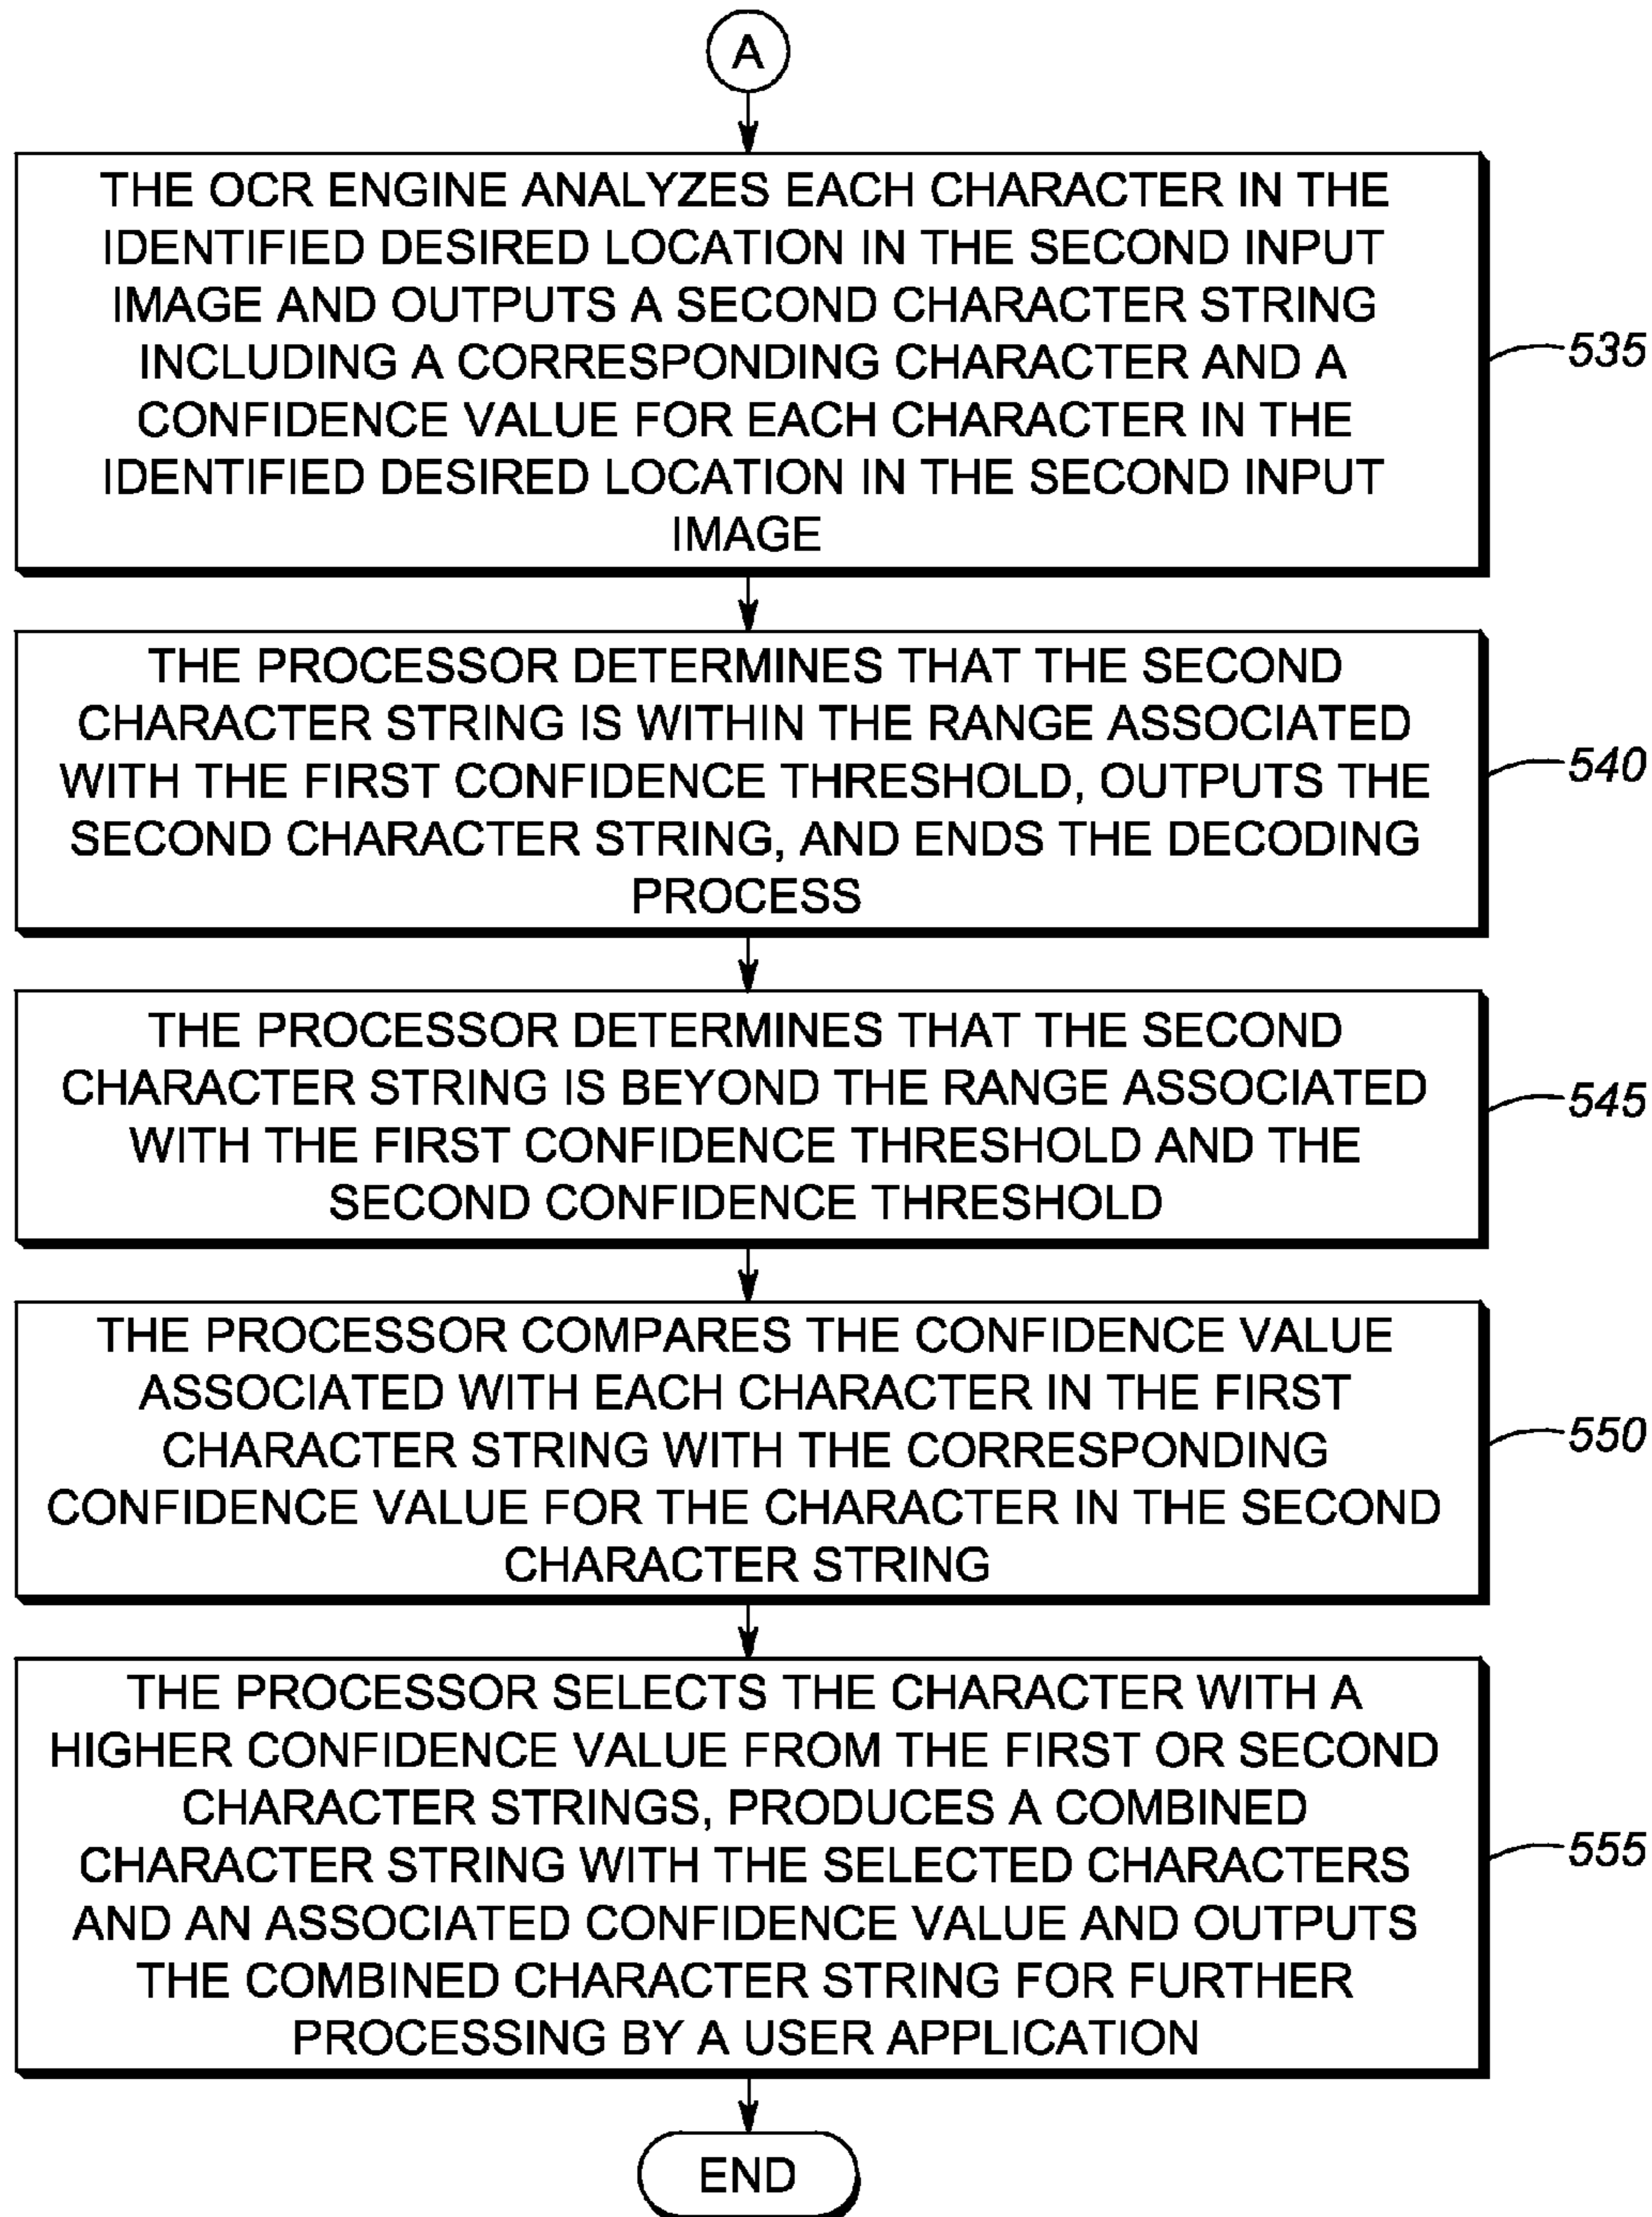 A
THE OCR ENGINE ANALYZES EACH CHARACTER IN THE
IDENTIFIED DESIRED LOCATION IN THE SECOND INPUT
IMAGE AND OUTPUTS A SECOND CHARACTER STRING
INCLUDING A CORRESPONDING CHARACTER AND A
CONFIDENCE VALUE FOR EACH CHARACTER IN THE
IDENTIFIED DESIRED LOCATION IN THE SECOND INPUT
IMAGE
535
THE PROCESSOR DETERMINES THAT THE SECOND
CHARACTER STRING IS WITHIN THE RANGE ASSOCIATED
WITH THE FIRST CONFIDENCE THRESHOLD, OUTPUTS THE
SECOND CHARACTER STRING, AND ENDS THE DECODING
PROCESS
540
THE PROCESSOR DETERMINES THAT THE SECOND
CHARACTER STRING IS BEYOND THE RANGE ASSOCIATED
WITH THE FIRST CONFIDENCE THRESHOLD AND THE
SECOND CONFIDENCE THRESHOLD
545
THE PROCESSOR COMPARES THE CONFIDENCE VALUE
ASSOCIATED WITH EACH CHARACTER IN THE FIRST
CHARACTER STRING WITH THE CORRESPONDING
CONFIDENCE VALUE FOR THE CHARACTER IN THE SECOND
CHARACTER STRING
550
THE PROCESSOR SELECTS THE CHARACTER WITH A
HIGHER CONFIDENCE VALUE FROM THE FIRST OR SECOND
CHARACTER STRINGS, PRODUCES A COMBINED
CHARACTER STRING WITH THE SELECTED CHARACTERS
AND AN ASSOCIATED CONFIDENCE VALUE AND OUTPUTS
THE COMBINED CHARACTER STRING FOR FURTHER
PROCESSING BY A USER APPLICATION
555
END